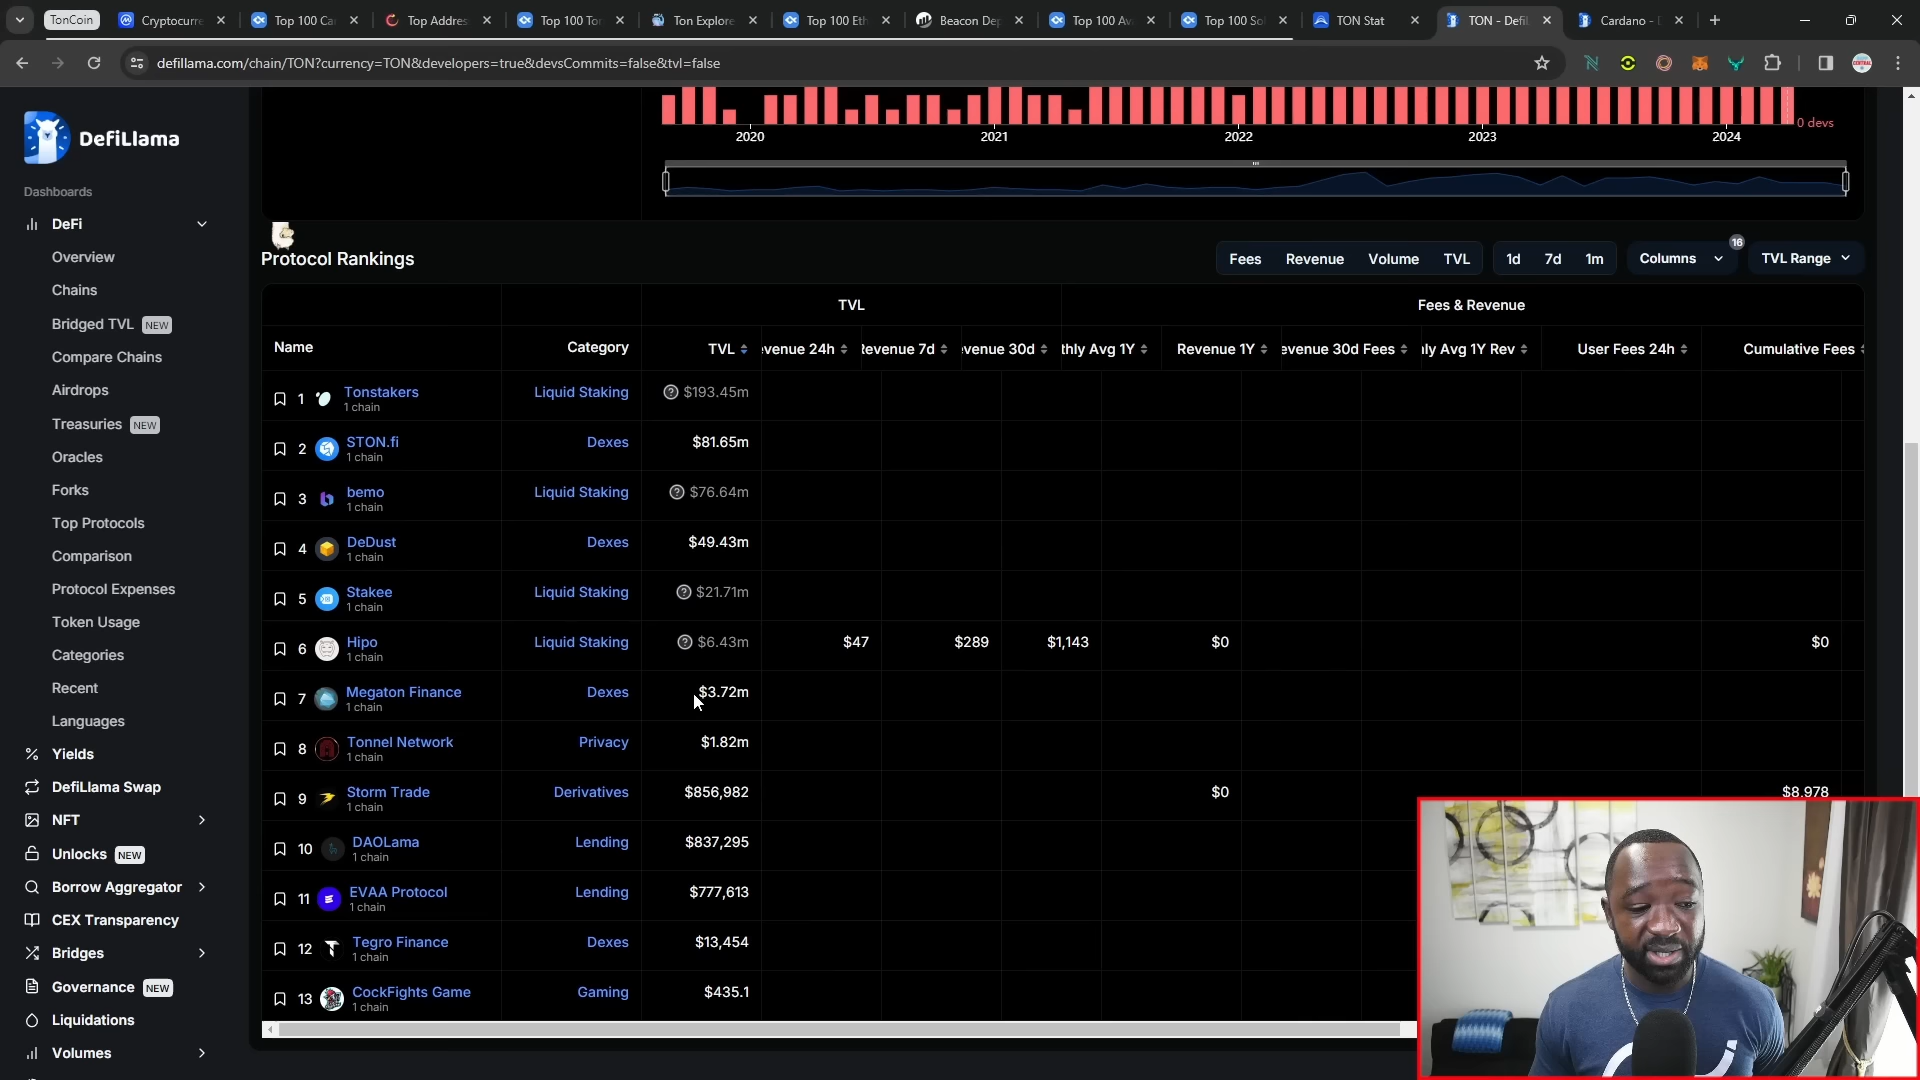 TonCoin
Cryptocurre
Top 100 Ca
Top Addres
Top 100 Ton
Ton Explore
Top 100 Eth
Beacon Dep
Top 100 Av
Top 100 So
TON Stat
TON - DefiL
Cardano - D
defillama.com/chain/TON?currency=TON&developers=true&devsCommits=false&tvl=false
DefiLlama
Dashboards
DeFi
Overview
Chains
Bridged TVL NEW
Compare Chains
Airdrops
Treasuries NEW
Oracles
Forks
Top Protocols
Comparison
Protocol Expenses
Token Usage
Categories
Recent
Languages
Yields
DefiLlama Swap
NFT
Unlocks NEW
Borrow Aggregator
CEX Transparency
Bridges
Governance NEW
Liquidations
Volumes
0 devs
2020 2021 2022 2023 2024
Protocol Rankings
Fees Revenue Volume TVL
1d 7d 1m
Columns
16
TVL Range
TVL Fees & Revenue
Name Category TVL evenue 24h Revenue 7d evenue 30d thly Avg 1Y Revenue 1Y evenue 30d Fees ly Avg 1Y Rev User Fees 24h Cumulative Fees
1 Tonstakers Liquid Staking $193.45m
1 chain
2 STON.fi Dexes $81.65m
1 chain
3 bemo Liquid Staking $76.64m
1 chain
4 DeDust Dexes $49.43m
1 chain
5 Stakee Liquid Staking $21.71m
1 chain
6 Hipo Liquid Staking $6.43m $47 $289 $1,143 $0 $0
1 chain
7 Megaton Finance Dexes $3.72m
1 chain
8 Tonnel Network Privacy $1.82m
1 chain
9 Storm Trade Derivatives $856,982 $0 $8,978
1 chain
10 DAOLama Lending $837,295
1 chain
11 EVAA Protocol Lending $777,613
1 chain
12 Tegro Finance Dexes $13,454
1 chain
13 CockFights Game Gaming $435.1
1 chain